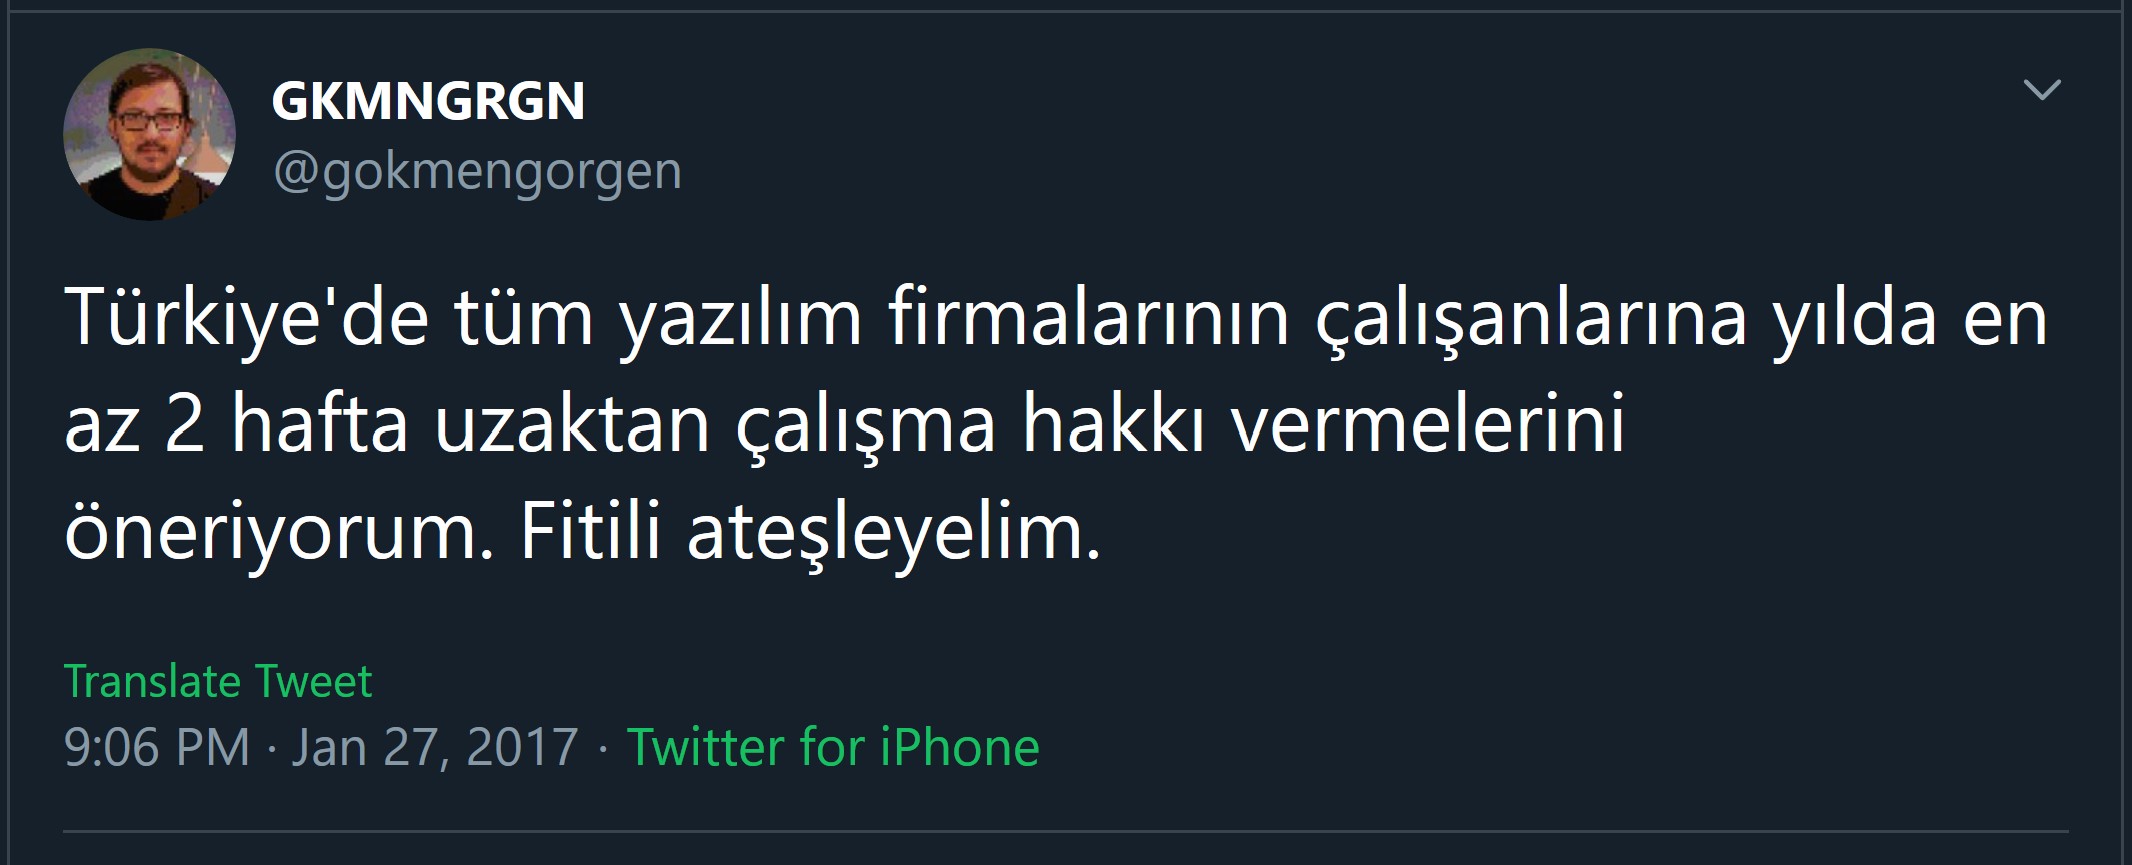 GKMNGRGN
@gokmengorgen
Türkiye'de tüm yazılım firmalarının çalışanlarına yılda en
az 2 hafta uzaktan çalışma hakkı vermelerini
öneriyorum. Fitili ateşleyelim.
Translate Tweet
9:06 PM · Jan 27, 2017 · Twitter for iPhone